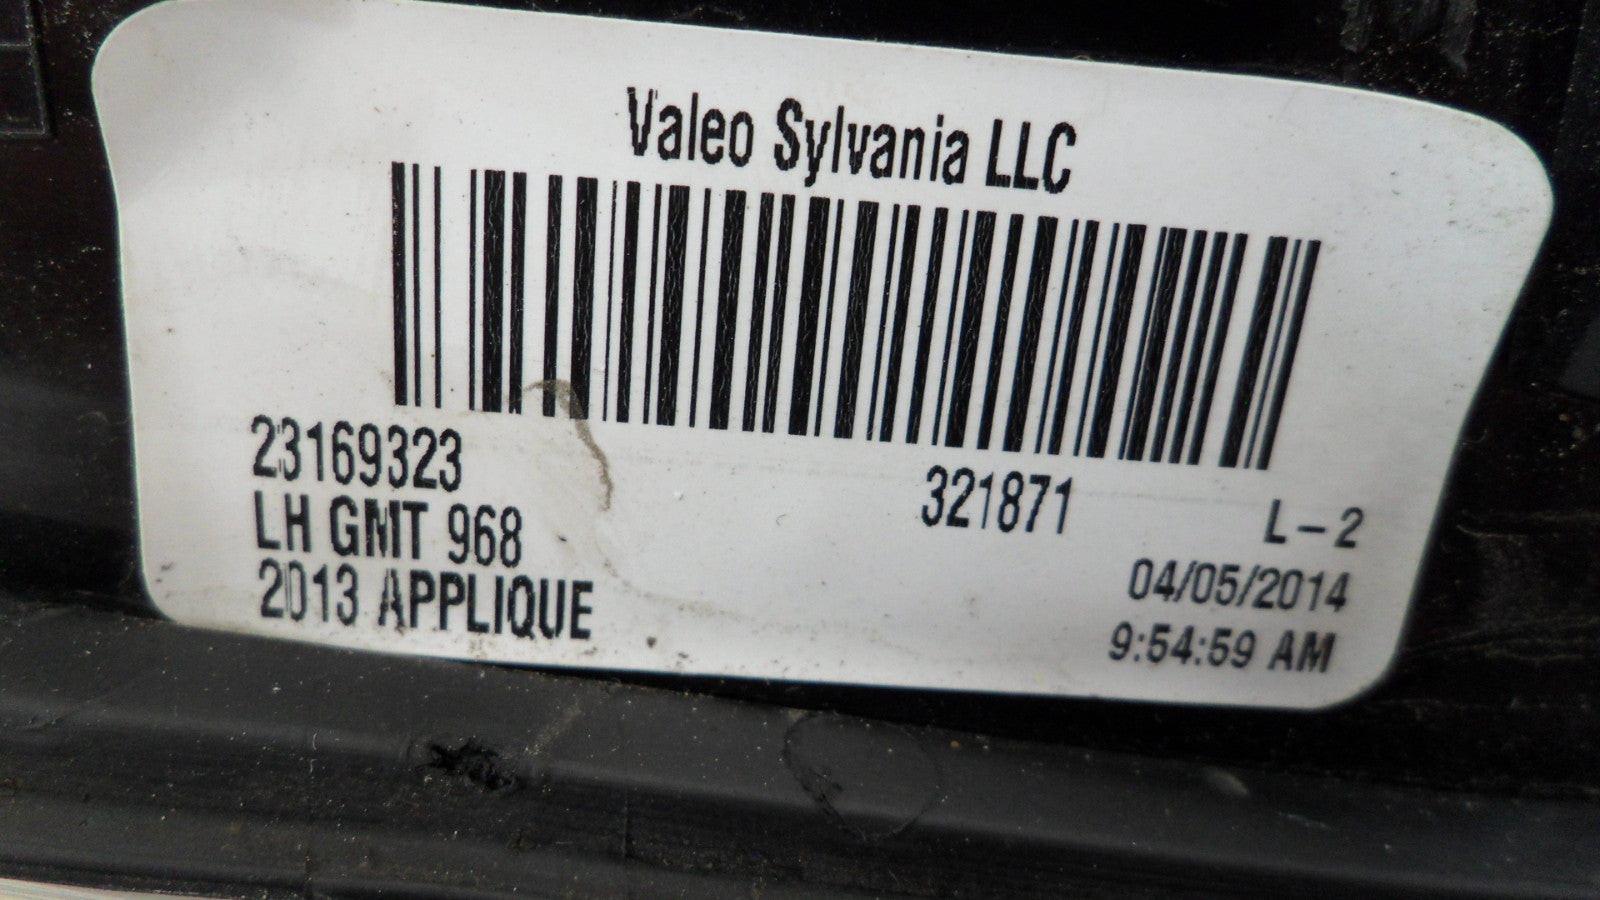 Valeo Sylvania LLC
23169323
LH GMT 968
2013 APPLIQUE
321871
L-2
04/05/2014
9:54:59 AM